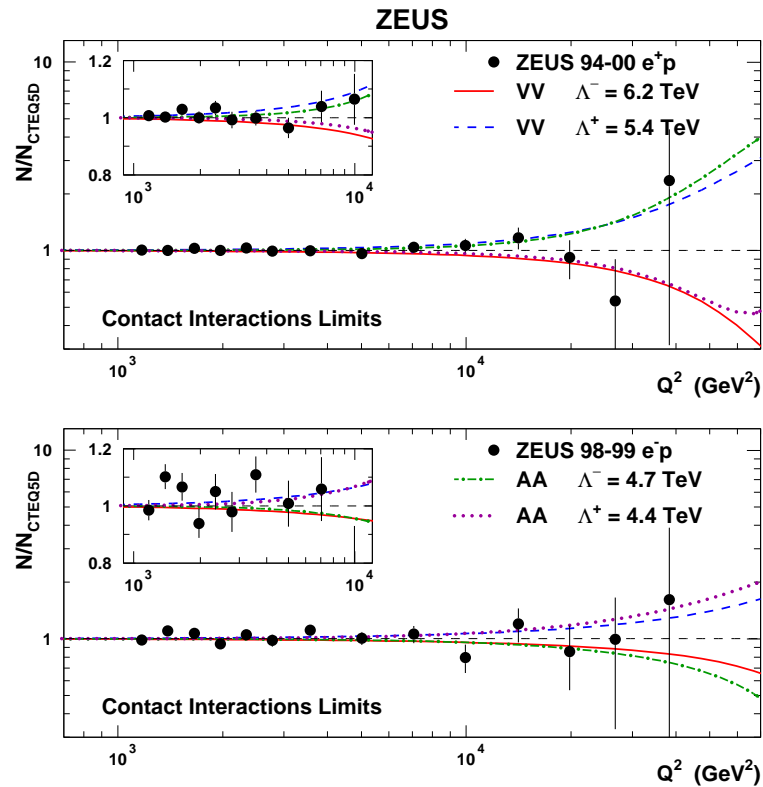 ZEUS
N/N_CTEQ5D
10
1
ZEUS 94-00 e⁺p
VV Λ⁻ = 6.2 TeV
VV Λ⁺ = 5.4 TeV
1.2
1
0.8
10³ 10⁴
Contact Interactions Limits
10³ 10⁴
Q² (GeV²)
N/N_CTEQ5D
10
1
ZEUS 98-99 e⁻p
AA Λ⁻ = 4.7 TeV
AA Λ⁺ = 4.4 TeV
1.2
1
0.8
10³ 10⁴
Contact Interactions Limits
10³ 10⁴
Q² (GeV²)